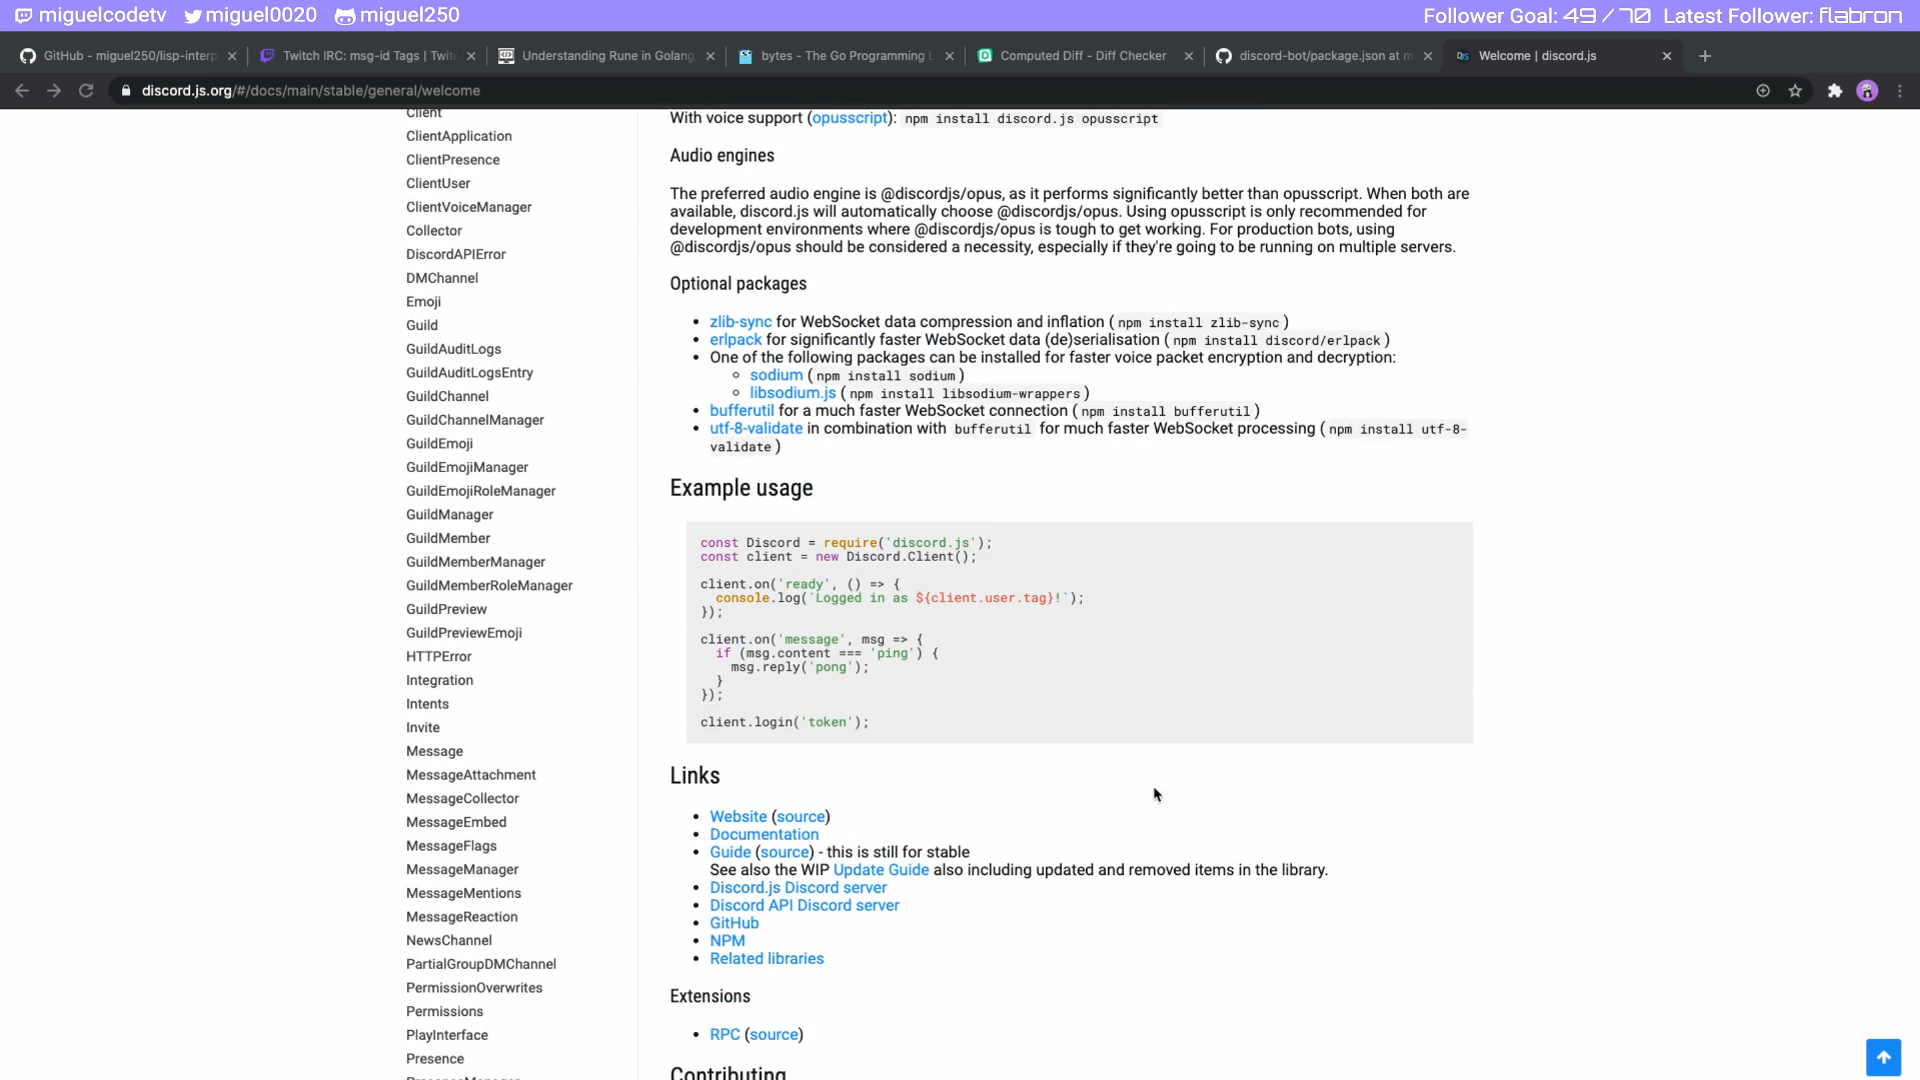 miguelcodetv miguel0020 miguel250 Follower Goal: 49 / 70 Latest Follower: flabron
GitHub - miguel250/lisp-interp Twitch IRC: msg-id Tags | Twit Understanding Rune in Golang bytes - The Go Programming L Computed Diff - Diff Checker discord-bot/package.json at m Welcome | discord.js
discord.js.org/#/docs/main/stable/general/welcome
Client
ClientApplication
ClientPresence
ClientUser
ClientVoiceManager
Collector
DiscordAPIError
DMChannel
Emoji
Guild
GuildAuditLogs
GuildAuditLogsEntry
GuildChannel
GuildChannelManager
GuildEmoji
GuildEmojiManager
GuildEmojiRoleManager
GuildManager
GuildMember
GuildMemberManager
GuildMemberRoleManager
GuildPreview
GuildPreviewEmoji
HTTPError
Integration
Intents
Invite
Message
MessageAttachment
MessageCollector
MessageEmbed
MessageFlags
MessageManager
MessageMentions
MessageReaction
NewsChannel
PartialGroupDMChannel
PermissionOverwrites
Permissions
PlayInterface
Presence
With voice support (opusscript): npm install discord.js opusscript
Audio engines
The preferred audio engine is @discordjs/opus, as it performs significantly better than opusscript. When both are
available, discord.js will automatically choose @discordjs/opus. Using opusscript is only recommended for
development environments where @discordjs/opus is tough to get working. For production bots, using
@discordjs/opus should be considered a necessity, especially if they're going to be running on multiple servers.
Optional packages
• zlib-sync for WebSocket data compression and inflation ( npm install zlib-sync )
• erlpack for significantly faster WebSocket data (de)serialisation ( npm install discord/erlpack )
• One of the following packages can be installed for faster voice packet encryption and decryption:
◦ sodium ( npm install sodium )
◦ libsodium.js ( npm install libsodium-wrappers )
• bufferutil for a much faster WebSocket connection ( npm install bufferutil )
• utf-8-validate in combination with bufferutil for much faster WebSocket processing ( npm install utf-8-
validate )
Example usage
const Discord = require('discord.js');
const client = new Discord.Client();
client.on('ready', () => {
console.log(`Logged in as ${client.user.tag}!`);
});
client.on('message', msg => {
if (msg.content === 'ping') {
msg.reply('pong');
}
});
client.login('token');
Links
• Website (source)
• Documentation
• Guide (source) - this is still for stable
See also the WIP Update Guide also including updated and removed items in the library.
• Discord.js Discord server
• Discord API Discord server
• GitHub
• NPM
• Related libraries
Extensions
• RPC (source)
Contributing